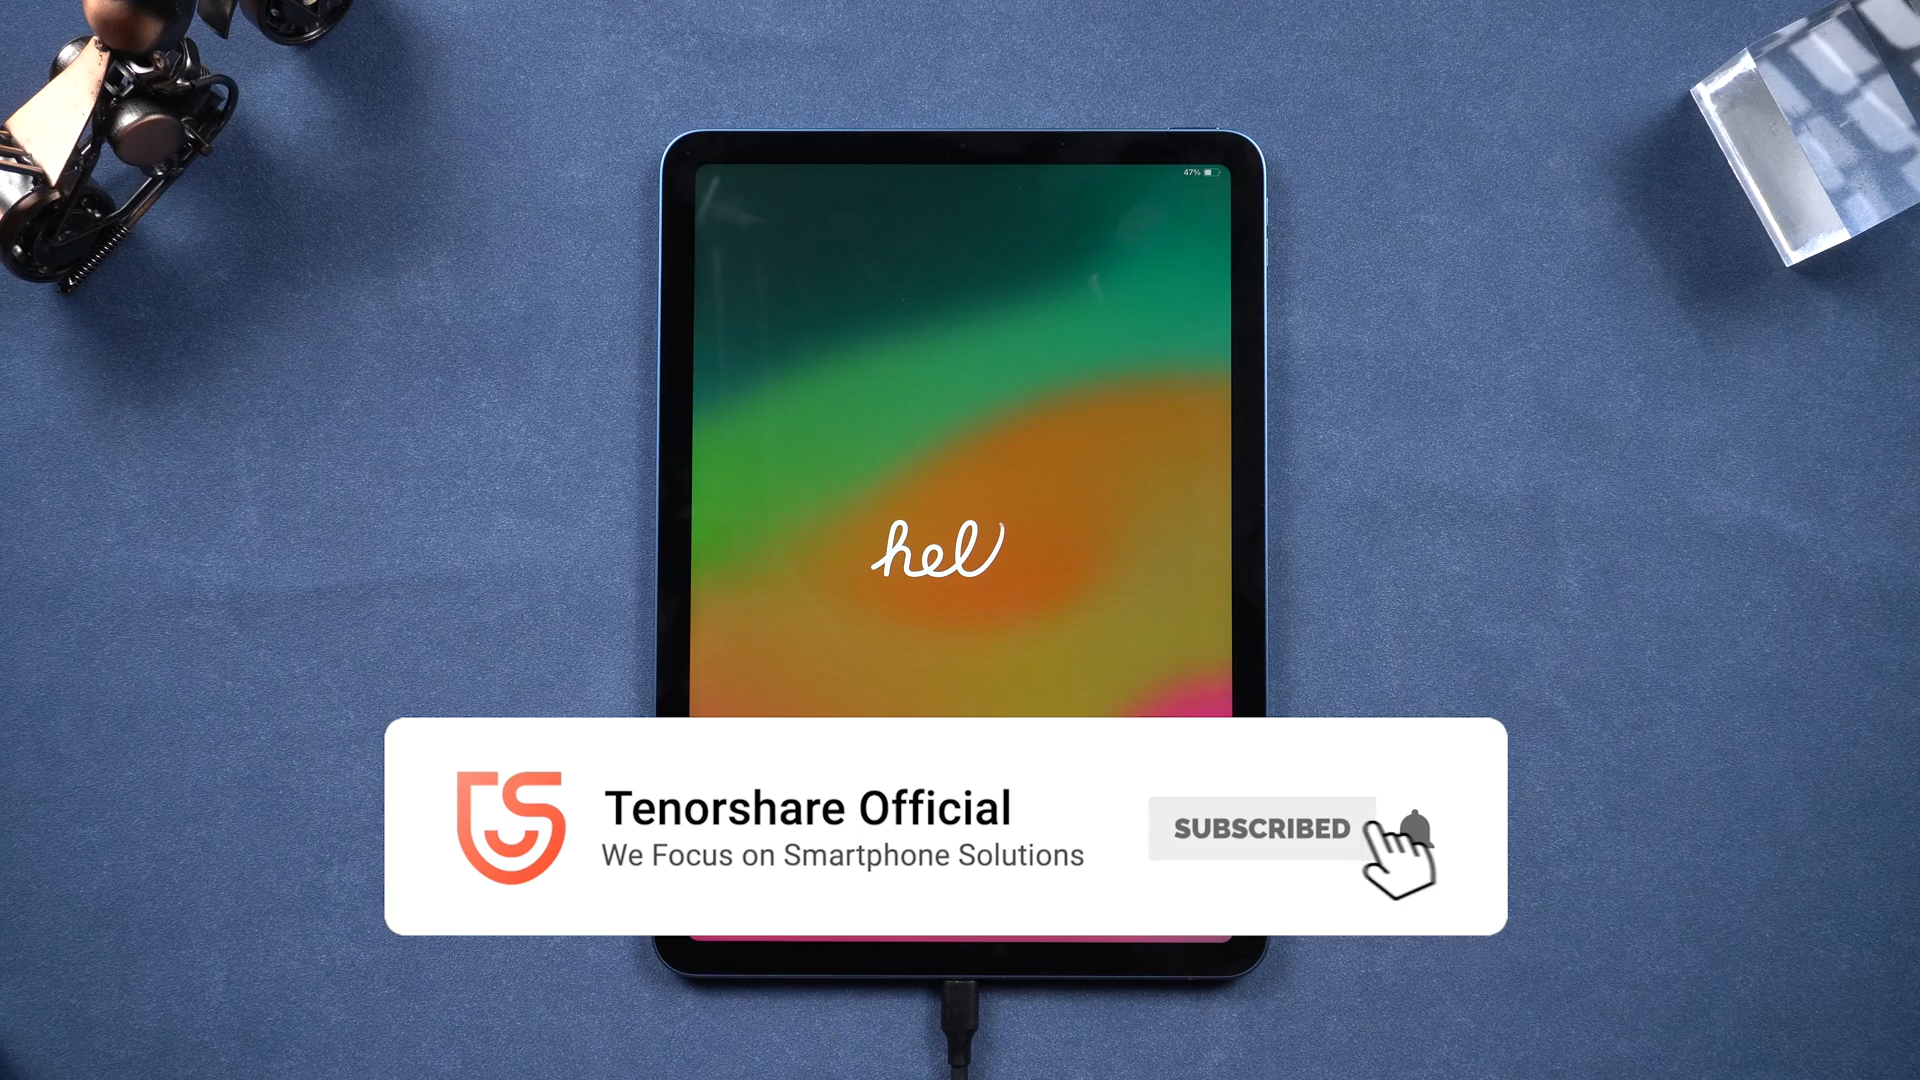 47%
hel
Tenorshare Official
We Focus on Smartphone Solutions
SUBSCRIBED